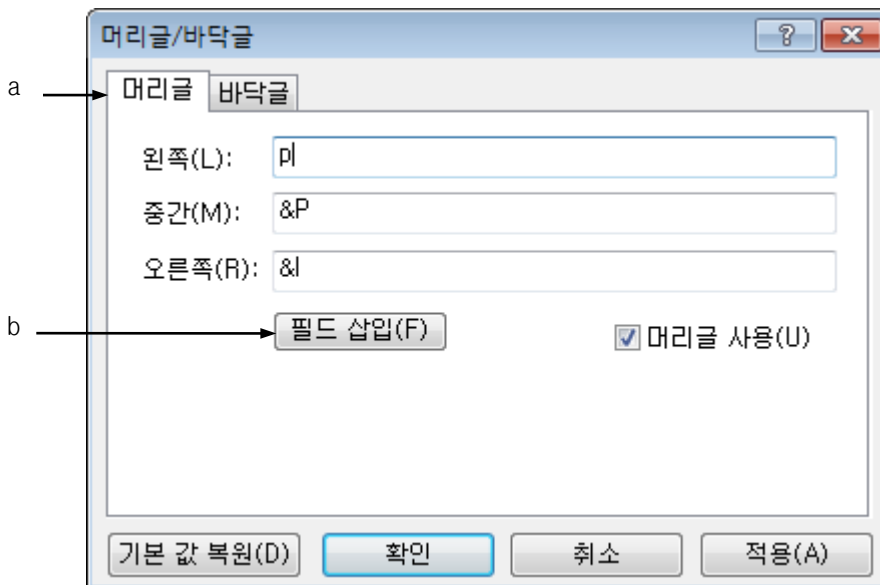 머리글/바닥글
a
머리글 바닥글
왼쪽(L): p
중간(M): &P
오른쪽(R): &I
b
필드 삽입(F) 머리글 사용(U)
기본 값 복원(D) 확인 취소 적용(A)